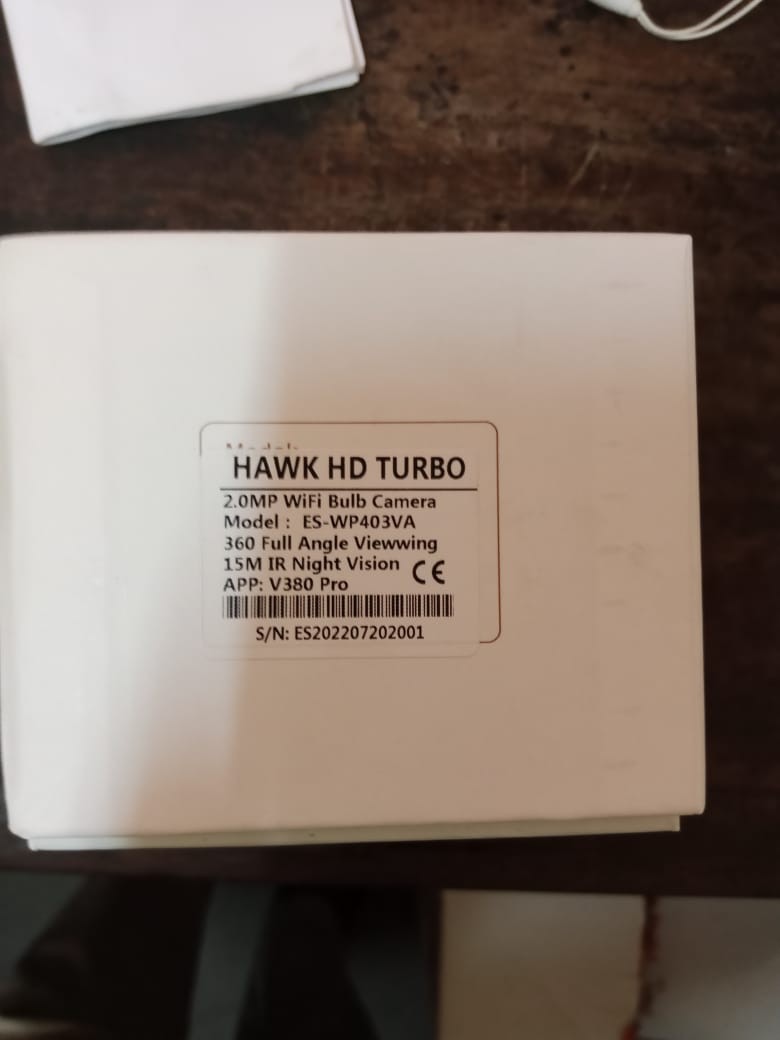 HAWK HD TURBO
2.0MP WiFi Bulb Camera
Model : ES-WP403VA
360 Full Angle Viewwing
15M IR Night Vision CE
APP: V380 Pro
S/N: ES202207202001